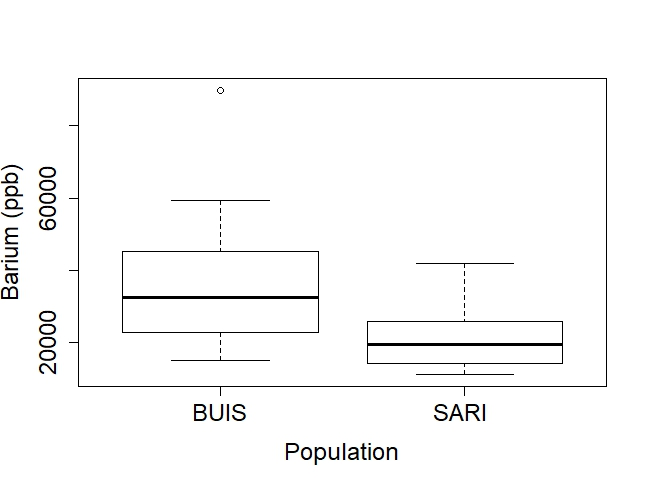 Barium (ppb)
60000
20000
BUIS
SARI
Population